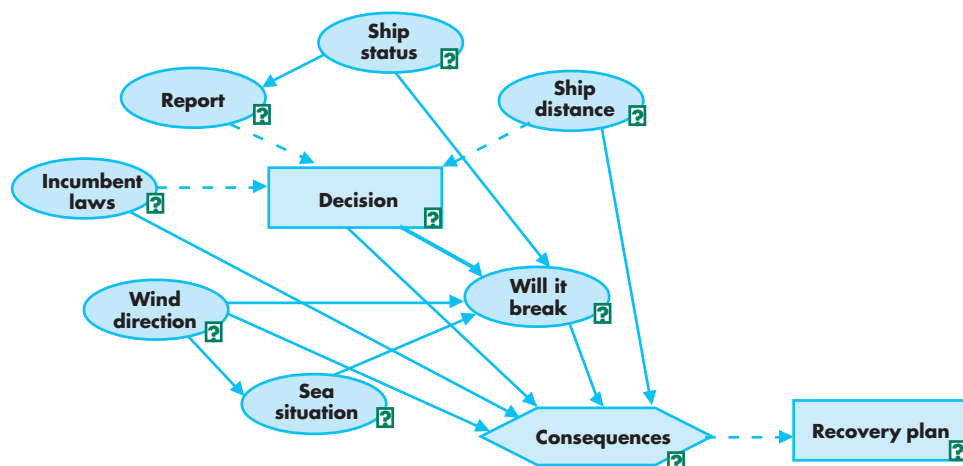 Ship
status
?
Report
?
Ship
distance
?
Incumbent
laws
?
Decision
?
Will it
break
?
Wind
direction
?
Sea
situation
?
Consequences
?
Recovery plan
?